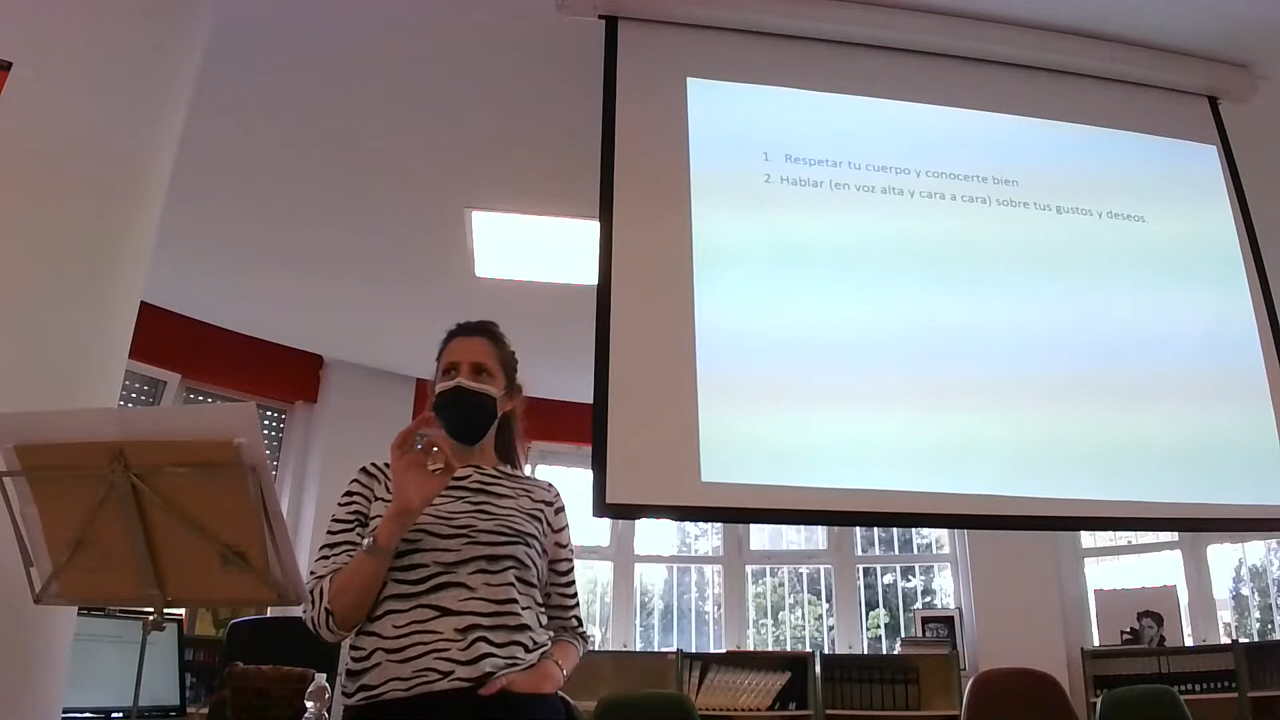 1. Respetar tu cuerpo y conocerte bien.
2. Hablar (en voz alta y cara a cara) sobre tus gustos y deseos.